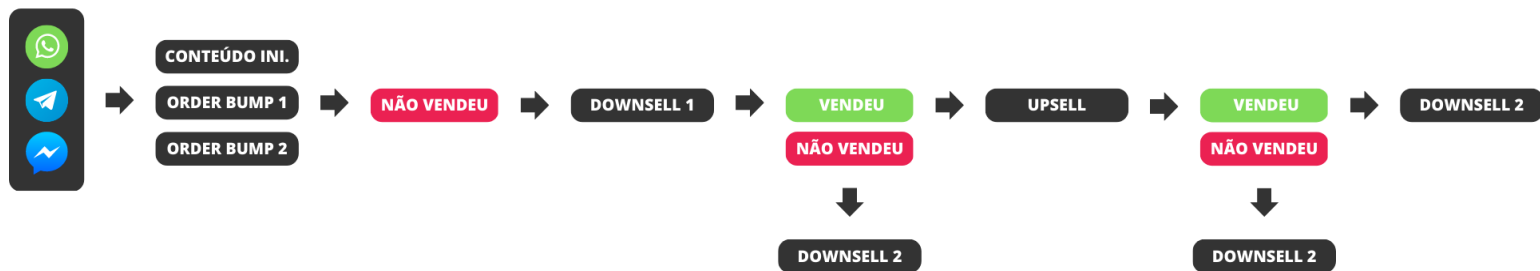 CONTEÚDO INI.
ORDER BUMP 1
ORDER BUMP 2
NÃO VENDEU
DOWNSELL 1
VENDEU
NÃO VENDEU
DOWNSELL 2
UPSELL
VENDEU
NÃO VENDEU
DOWNSELL 2
DOWNSELL 2